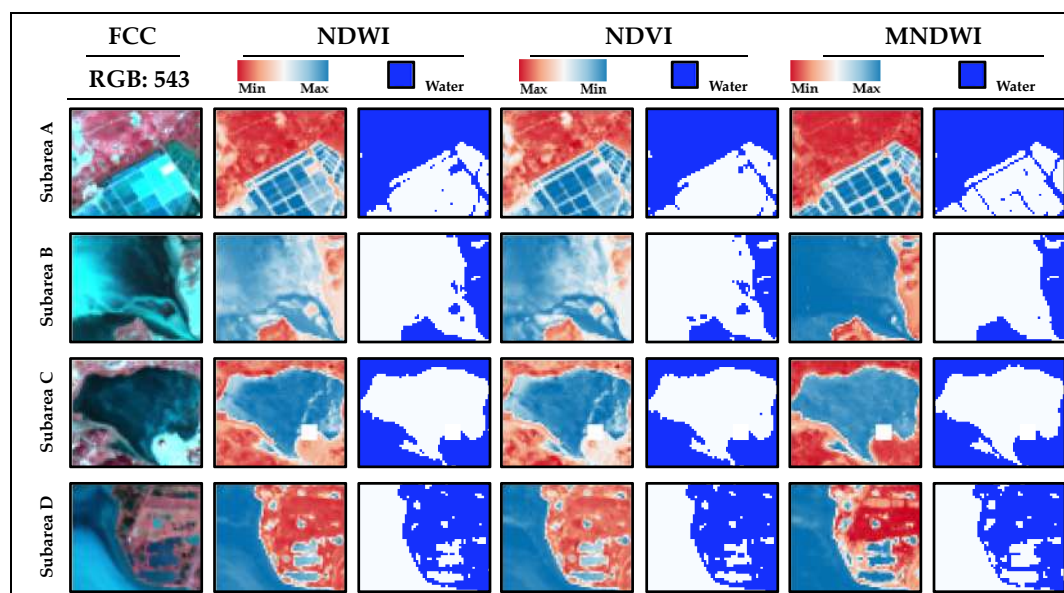 FCC NDWI NDVI MNDWI
RGB: 543 Min Max Water Max Min Water Min Max Water
Subarea A
Subarea B
Subarea C
Subarea D